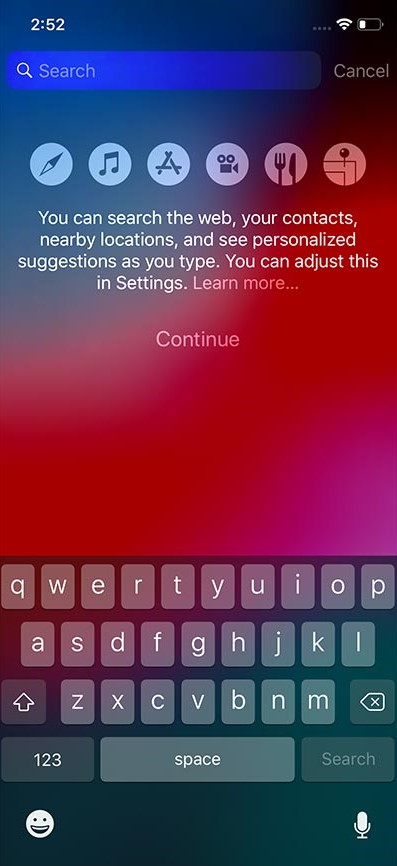 2:52
Search Cancel
You can search the web, your contacts,
nearby locations, and see personalized
suggestions as you type. You can adjust this
in Settings. Learn more...
Continue
q w e r t y u i o p
a s d f g h j k l
z x c v b n m
123 space Search